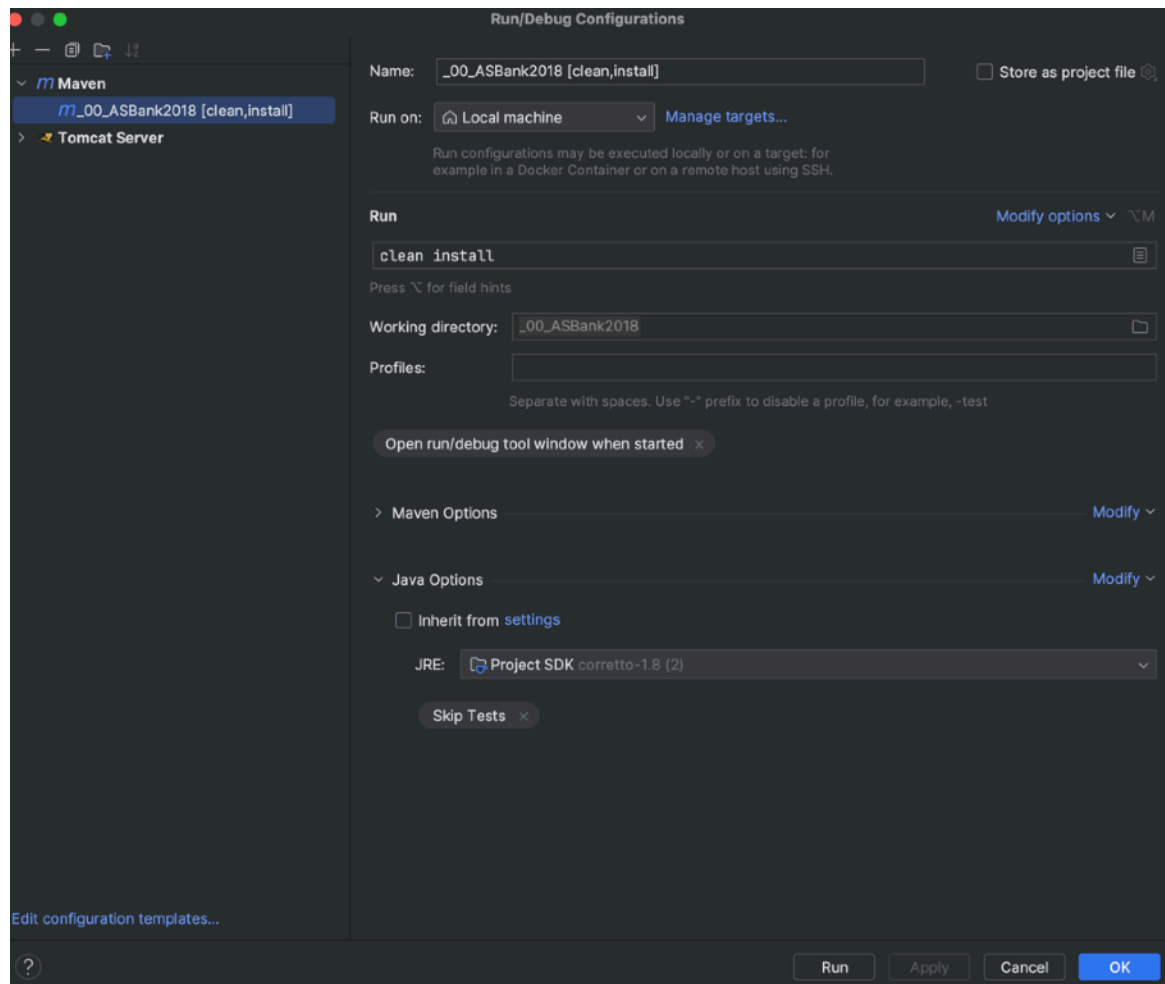 Run/Debug Configurations
Maven
_00_ASBank2018 [clean,install]
Tomcat Server
Edit configuration templates...
Name: _00_ASBank2018 [clean,install] Store as project file
Run on: Local machine Manage targets...
Run configurations may be executed locally or on a target: for
example in a Docker Container or on a remote host using SSH.
Run Modify options ⌥M
clean install
Press ⌥ for field hints
Working directory: _00_ASBank2018
Profiles:
Separate with spaces. Use "-" prefix to disable a profile, for example, -test
Open run/debug tool window when started ×
Maven Options Modify
Java Options Modify
Inherit from settings
JRE: Project SDK corretto-1.8 (2)
Skip Tests ×
? Run Apply Cancel OK